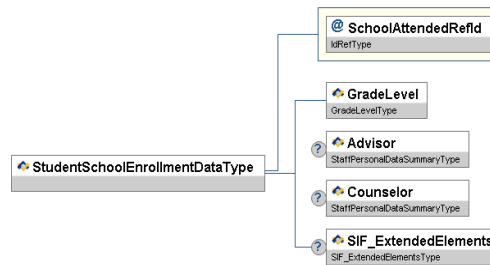 @ SchoolAttendedRefId
IdRefType
GradeLevel
GradeLevelType
? Advisor
StaffPersonalDataSummaryType
StudentSchoolEnrollmentDataType
? Counselor
StaffPersonalDataSummaryType
? SIF_ExtendedElements
SIF_ExtendedElementsType